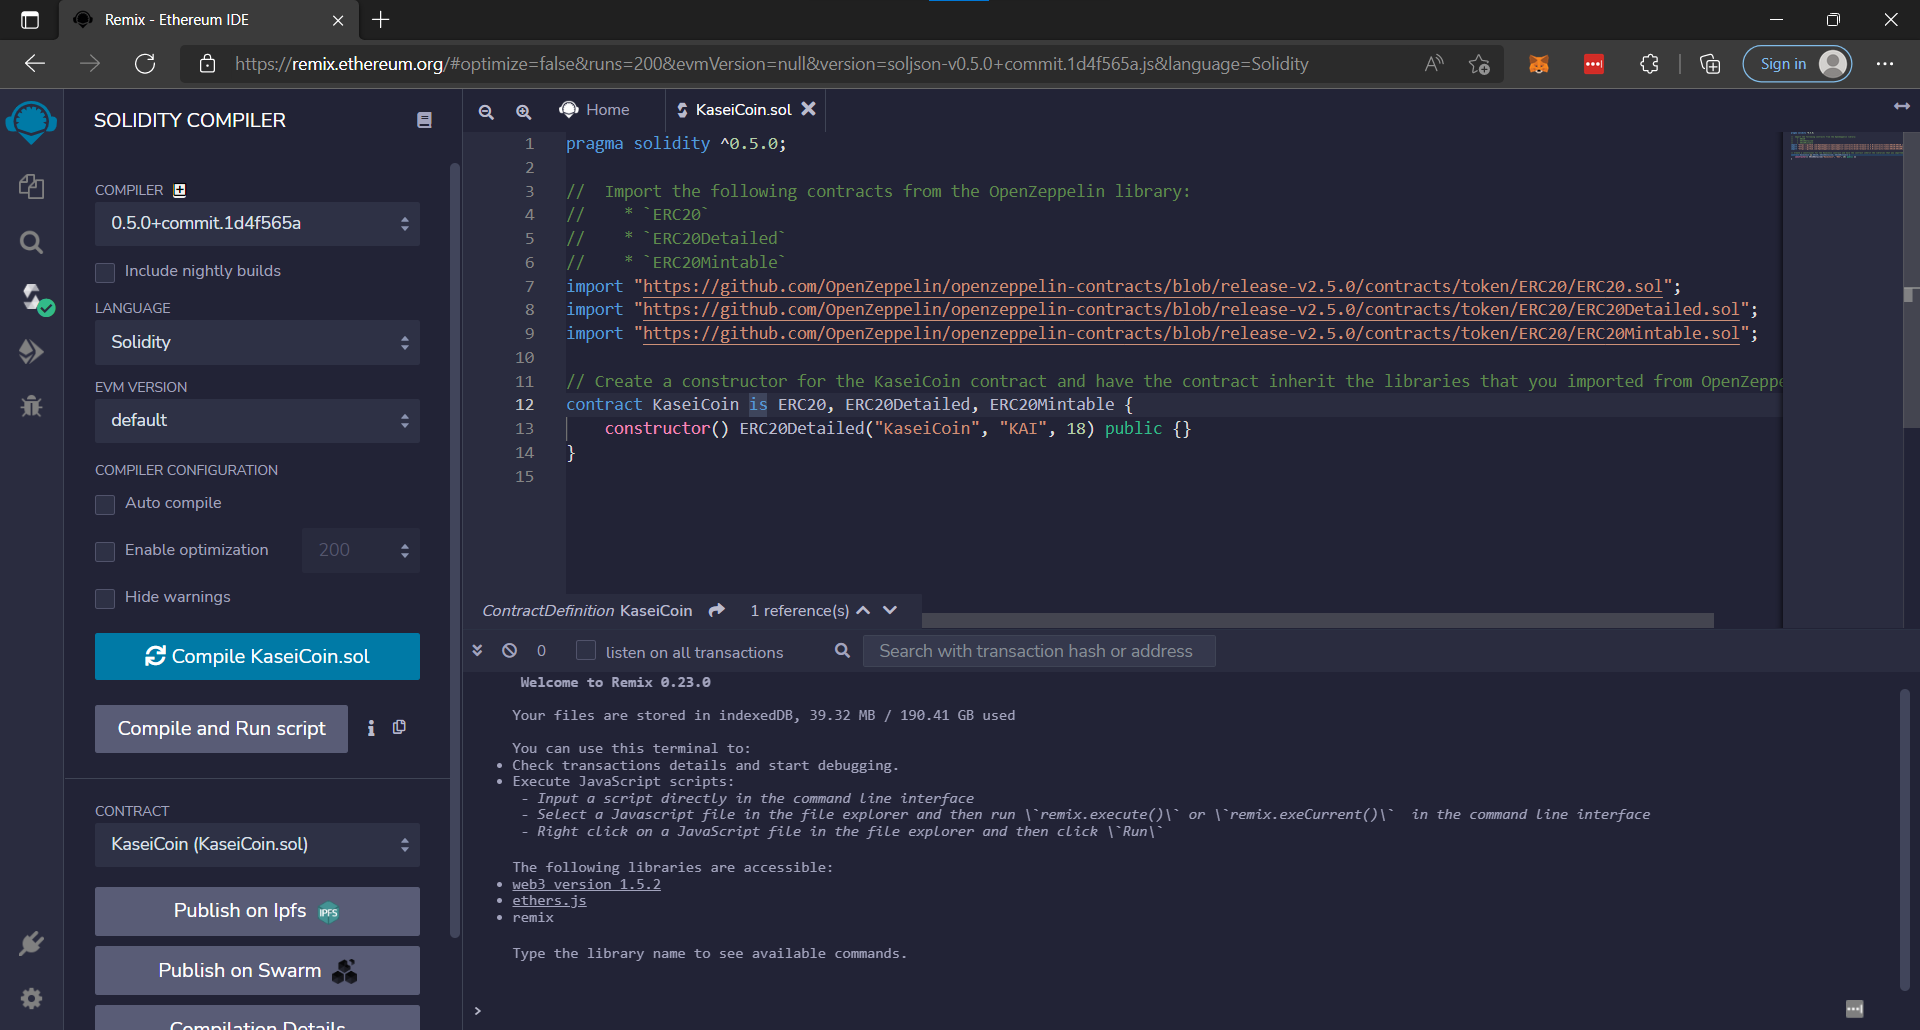 Remix - Ethereum IDE
https://remix.ethereum.org/#optimize=false&runs=200&evmVersion=null&version=soljson-v0.5.0+commit.1d4f565a.js&language=Solidity
Sign in
SOLIDITY COMPILER
COMPILER
0.5.0+commit.1d4f565a
Include nightly builds
LANGUAGE
Solidity
EVM VERSION
default
COMPILER CONFIGURATION
Auto compile
Enable optimization
200
Hide warnings
Compile KaseiCoin.sol
Compile and Run script
CONTRACT
KaseiCoin (KaseiCoin.sol)
Publish on Ipfs
IPFS
Publish on Swarm
Compilation Details
Home
KaseiCoin.sol
1 pragma solidity ^0.5.0;
2
3 //  Import the following contracts from the OpenZeppelin library:
4 //    * `ERC20`
5 //    * `ERC20Detailed`
6 //    * `ERC20Mintable`
7 import "https://github.com/OpenZeppelin/openzeppelin-contracts/blob/release-v2.5.0/contracts/token/ERC20/ERC20.sol";
8 import "https://github.com/OpenZeppelin/openzeppelin-contracts/blob/release-v2.5.0/contracts/token/ERC20/ERC20Detailed.sol";
9 import "https://github.com/OpenZeppelin/openzeppelin-contracts/blob/release-v2.5.0/contracts/token/ERC20/ERC20Mintable.sol";
10
11 // Create a constructor for the KaseiCoin contract and have the contract inherit the libraries that you imported from OpenZeppe
12 contract KaseiCoin is ERC20, ERC20Detailed, ERC20Mintable {
13     constructor() ERC20Detailed("KaseiCoin", "KAI", 18) public {}
14 }
15
ContractDefinition KaseiCoin 1 reference(s)
0 listen on all transactions Search with transaction hash or address
Welcome to Remix 0.23.0
Your files are stored in indexedDB, 39.32 MB / 190.41 GB used
You can use this terminal to:
• Check transactions details and start debugging.
• Execute JavaScript scripts:
- Input a script directly in the command line interface
- Select a Javascript file in the file explorer and then run \`remix.execute()\` or \`remix.exeCurrent()\`  in the command line interface
- Right click on a JavaScript file in the file explorer and then click \`Run\`
The following libraries are accessible:
• web3 version 1.5.2
• ethers.js
• remix
Type the library name to see available commands.
>